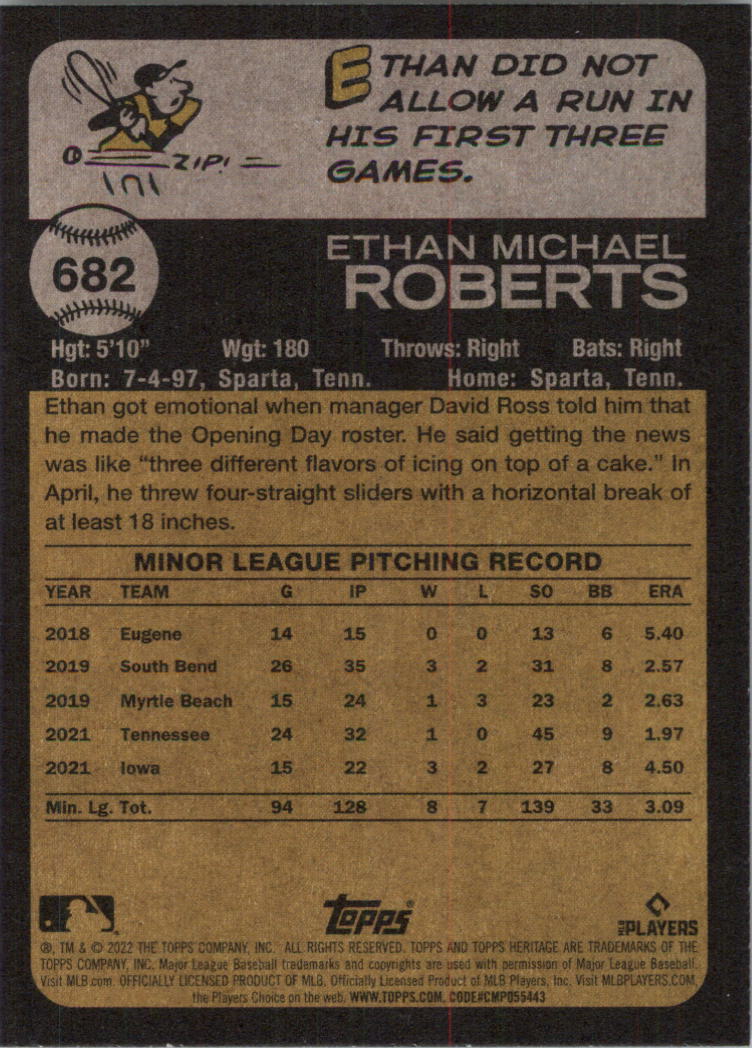 ZIP!
ETHAN DID NOT
ALLOW A RUN IN
HIS FIRST THREE
GAMES.
682
ETHAN MICHAEL
ROBERTS
Hgt: 5'10" Wgt: 180 Throws: Right Bats: Right
Born: 7-4-97, Sparta, Tenn. Home: Sparta, Tenn.
Ethan got emotional when manager David Ross told him that
he made the Opening Day roster. He said getting the news
was like “three different flavors of icing on top of a cake.” In
April, he threw four-straight sliders with a horizontal break of
at least 18 inches.
MINOR LEAGUE PITCHING RECORD
YEAR TEAM G IP W L SO BB ERA
2018 Eugene 14 15 0 0 13 6 5.40
2019 South Bend 26 35 3 2 31 8 2.57
2019 Myrtle Beach 15 24 1 3 23 2 2.63
2021 Tennessee 24 32 1 0 45 9 1.97
2021 Iowa 15 22 3 2 27 8 4.50
Min. Lg. Tot. 94 128 8 7 139 33 3.09
Topps® PLAYERS
®, TM & © 2022 THE TOPPS COMPANY, INC. ALL RIGHTS RESERVED. TOPPS AND TOPPS HERITAGE ARE TRADEMARKS OF THE
TOPPS COMPANY, INC. Major League Baseball trademarks and copyrights are used with permission of Major League Baseball.
Visit MLB.com. OFFICIALLY LICENSED PRODUCT OF MLB. Officially Licensed Product of MLB Players, Inc. Visit MLBPLAYERS.COM,
the Players Choice on the web. WWW.TOPPS.COM. CODE#CMP055443